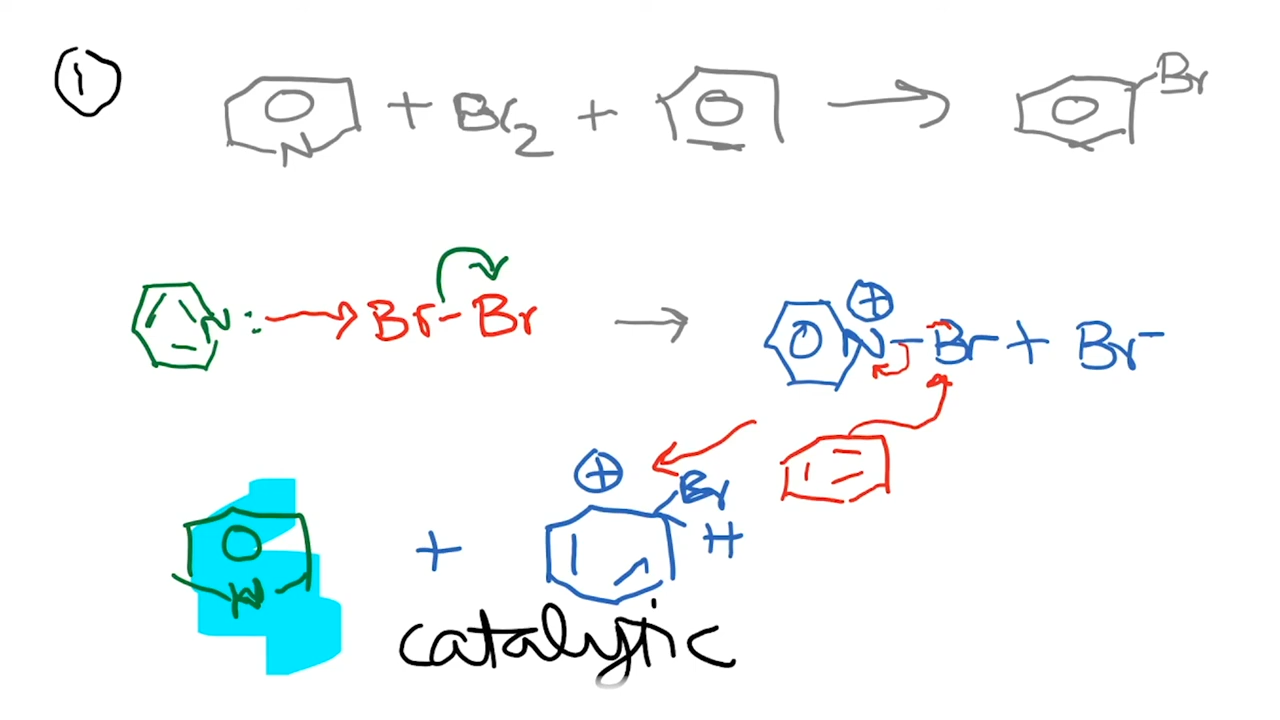 1
N + Br2 + → Br
N: → Br-Br → ⊕ N-Br + Br-
N + ⊕ Br H
catalytic